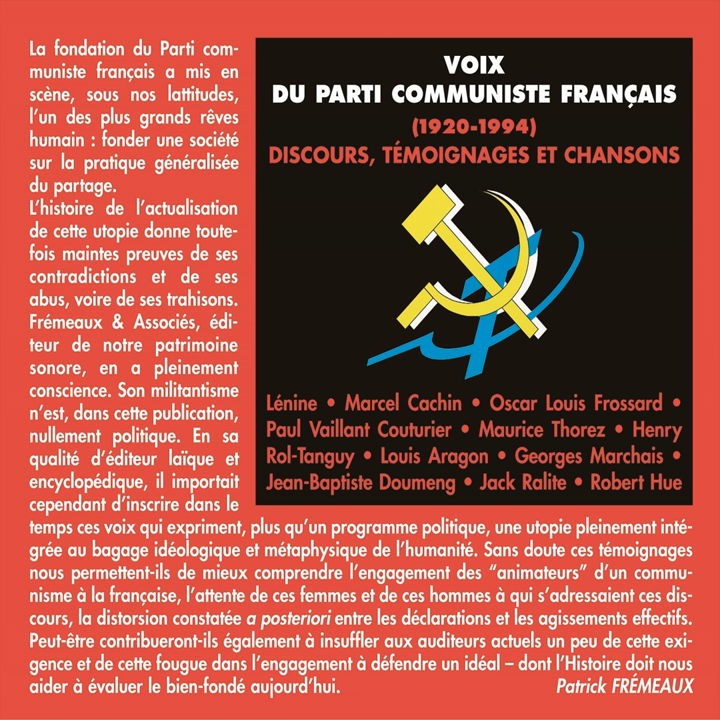 La fondation du Parti com-
muniste français a mis en
scène, sous nos lattitudes,
l'un des plus grands rêves
humain : fonder une société
sur la pratique généralisée
du partage.
L'histoire de l'actualisation
de cette utopie donne toute-
fois maintes preuves de ses
contradictions et de ses
abus, voire de ses trahisons.
Frémeaux & Associés, édi-
teur de notre patrimoine
sonore, en a pleinement
conscience. Son militantisme
n'est, dans cette publication,
nullement politique. En sa
qualité d'éditeur laïque et
encyclopédique, il importait
cependant d'inscrire dans le
temps ces voix qui expriment, plus qu'un programme politique, une utopie pleinement inté-
grée au bagage idéologique et métaphysique de l'humanité. Sans doute ces témoignages
nous permettent-ils de mieux comprendre l'engagement des "animateurs" d'un commu-
nisme à la française, l'attente de ces femmes et de ces hommes à qui s'adressaient ces dis-
cours, la distorsion constatée a posteriori entre les déclarations et les agissements effectifs.
Peut-être contribueront-ils également à insuffler aux auditeurs actuels un peu de cette exi-
gence et de cette fougue dans l'engagement à défendre un idéal – dont l'Histoire doit nous
aider à évaluer le bien-fondé aujourd'hui.
Patrick FRÉMEAUX
VOIX
DU PARTI COMMUNISTE FRANÇAIS
(1920-1994)
DISCOURS, TÉMOIGNAGES ET CHANSONS
Lénine • Marcel Cachin • Oscar Louis Frossard •
Paul Vaillant Couturier • Maurice Thorez • Henry
Rol-Tanguy • Louis Aragon • Georges Marchais •
Jean-Baptiste Doumeng • Jack Ralite • Robert Hue